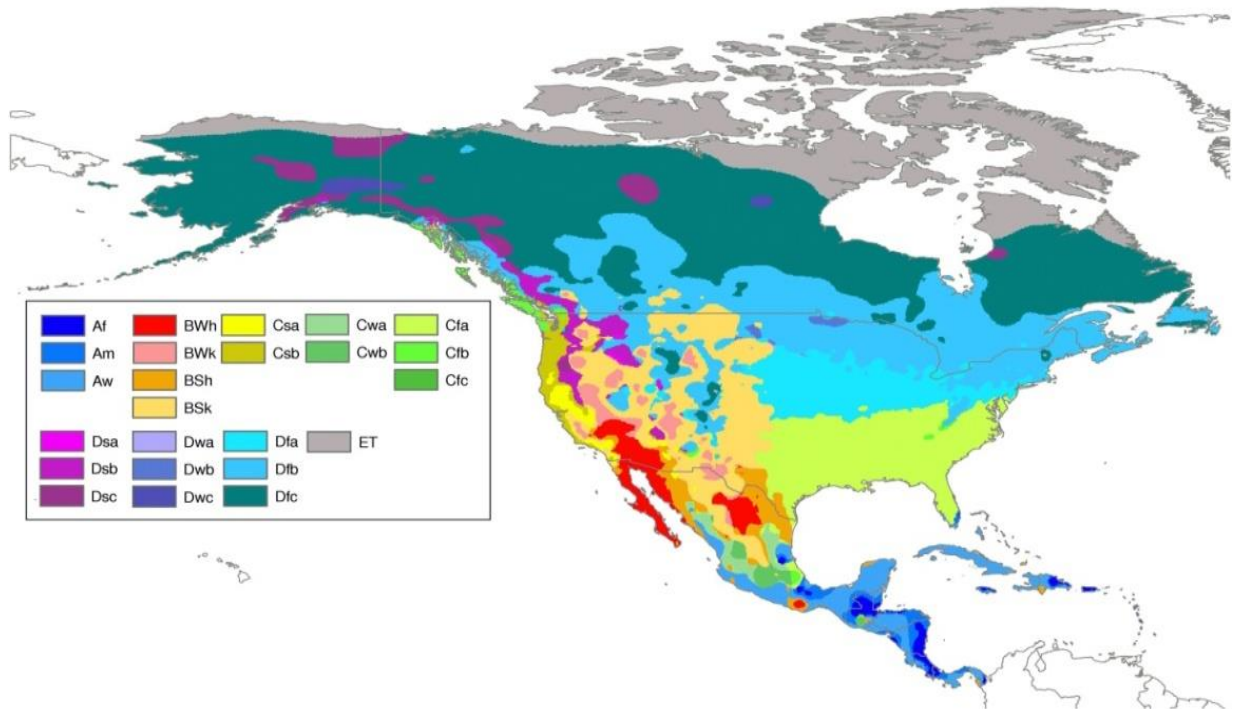 Af BWh Csa Cwa Cfa
Am BWk Csb Cwb Cfb
Aw BSh Cfc
BSk
Dsa Dwa Dfa ET
Dsb Dwb Dfb
Dsc Dwc Dfc